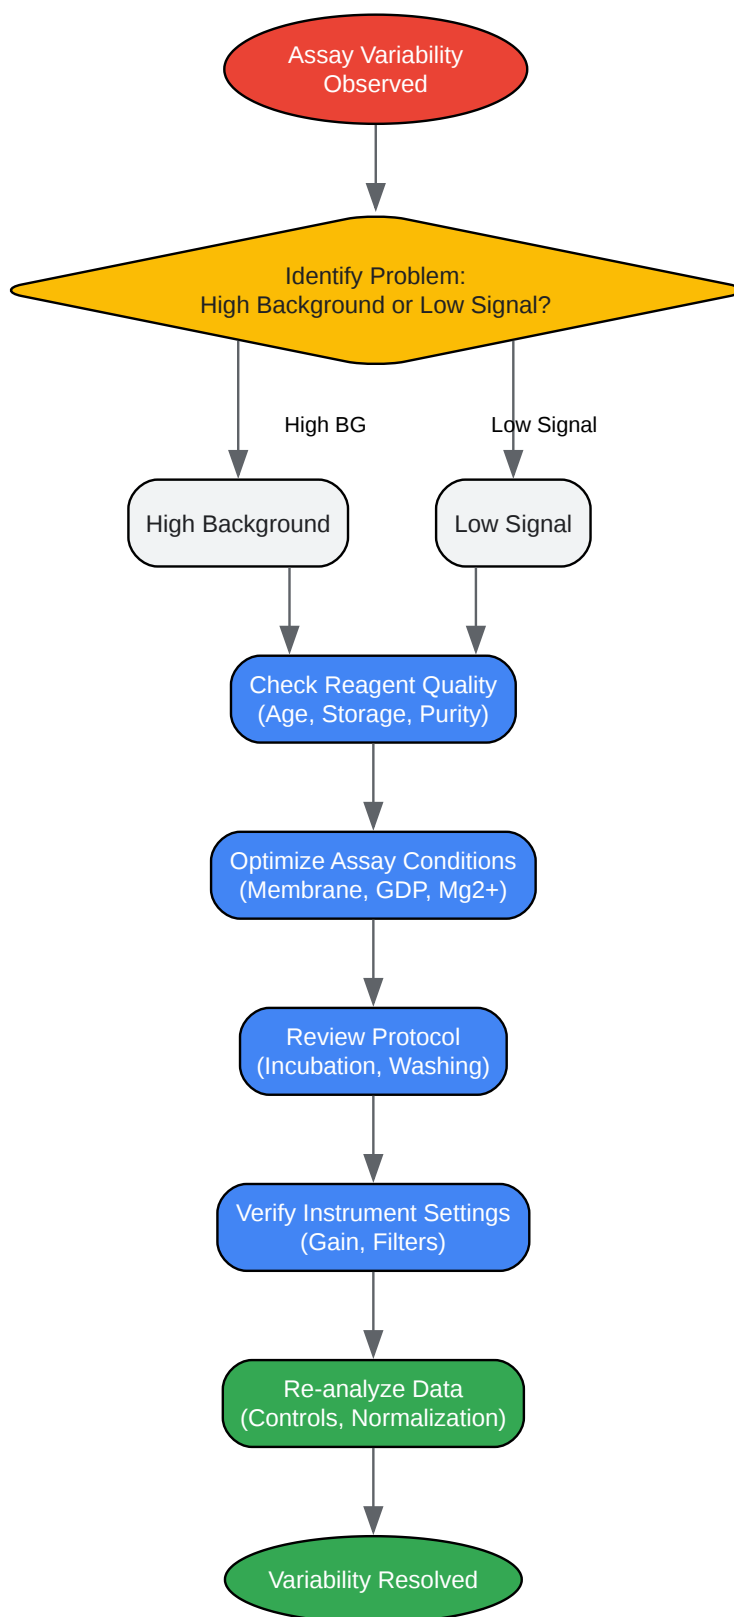 Assay Variability
Observed
Identify Problem:
High Background or Low Signal?
High BG
Low Signal
High Background
Low Signal
Check Reagent Quality
(Age, Storage, Purity)
Optimize Assay Conditions
(Membrane, GDP, Mg2+)
Review Protocol
(Incubation, Washing)
Verify Instrument Settings
(Gain, Filters)
Re-analyze Data
(Controls, Normalization)
Variability Resolved